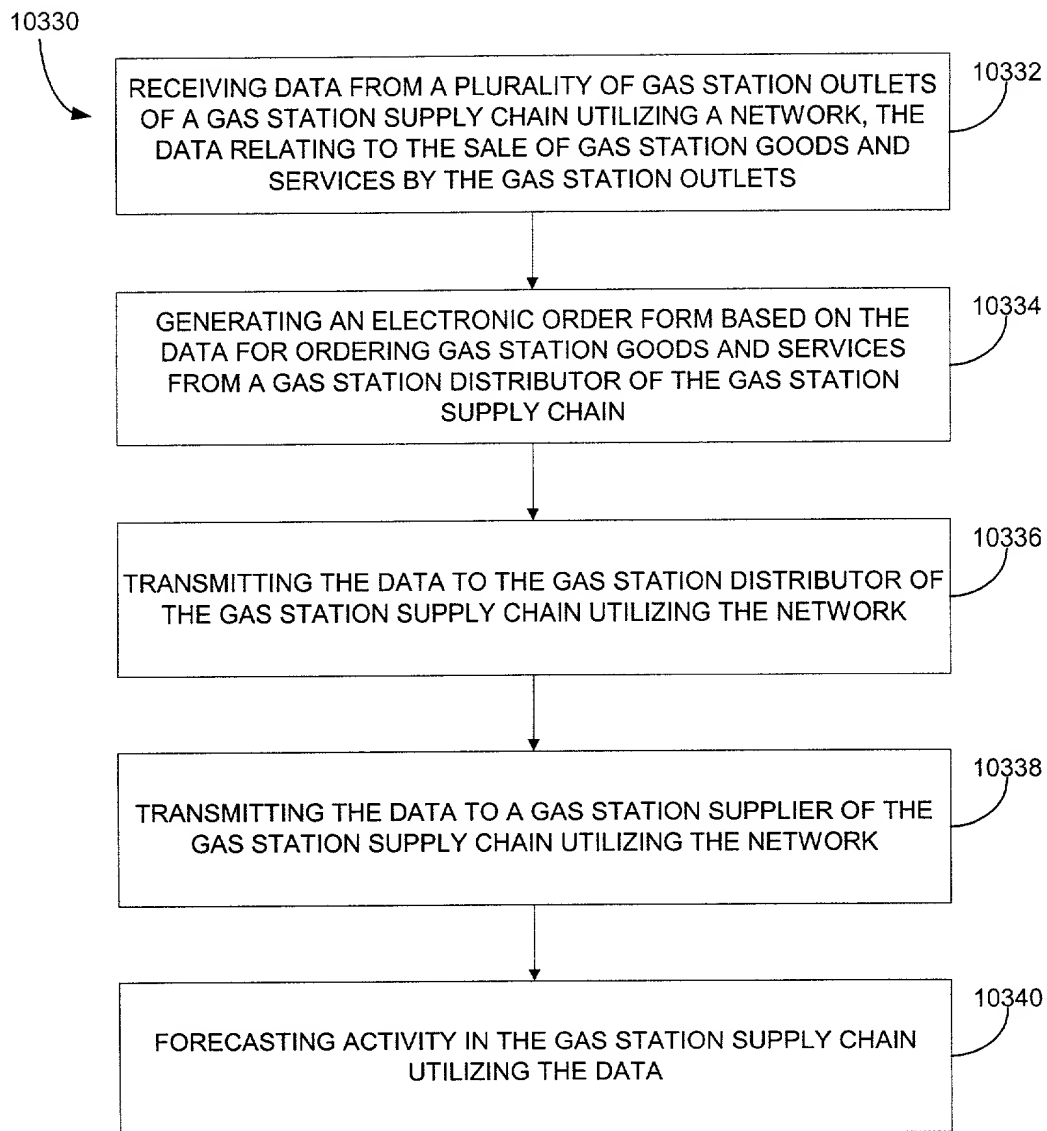 10330
RECEIVING DATA FROM A PLURALITY OF GAS STATION OUTLETS
OF A GAS STATION SUPPLY CHAIN UTILIZING A NETWORK, THE
DATA RELATING TO THE SALE OF GAS STATION GOODS AND
SERVICES BY THE GAS STATION OUTLETS
10332
GENERATING AN ELECTRONIC ORDER FORM BASED ON THE
DATA FOR ORDERING GAS STATION GOODS AND SERVICES
FROM A GAS STATION DISTRIBUTOR OF THE GAS STATION
SUPPLY CHAIN
10334
TRANSMITTING THE DATA TO THE GAS STATION DISTRIBUTOR OF
THE GAS STATION SUPPLY CHAIN UTILIZING THE NETWORK
10336
TRANSMITTING THE DATA TO A GAS STATION SUPPLIER OF THE
GAS STATION SUPPLY CHAIN UTILIZING THE NETWORK
10338
FORECASTING ACTIVITY IN THE GAS STATION SUPPLY CHAIN
UTILIZING THE DATA
10340